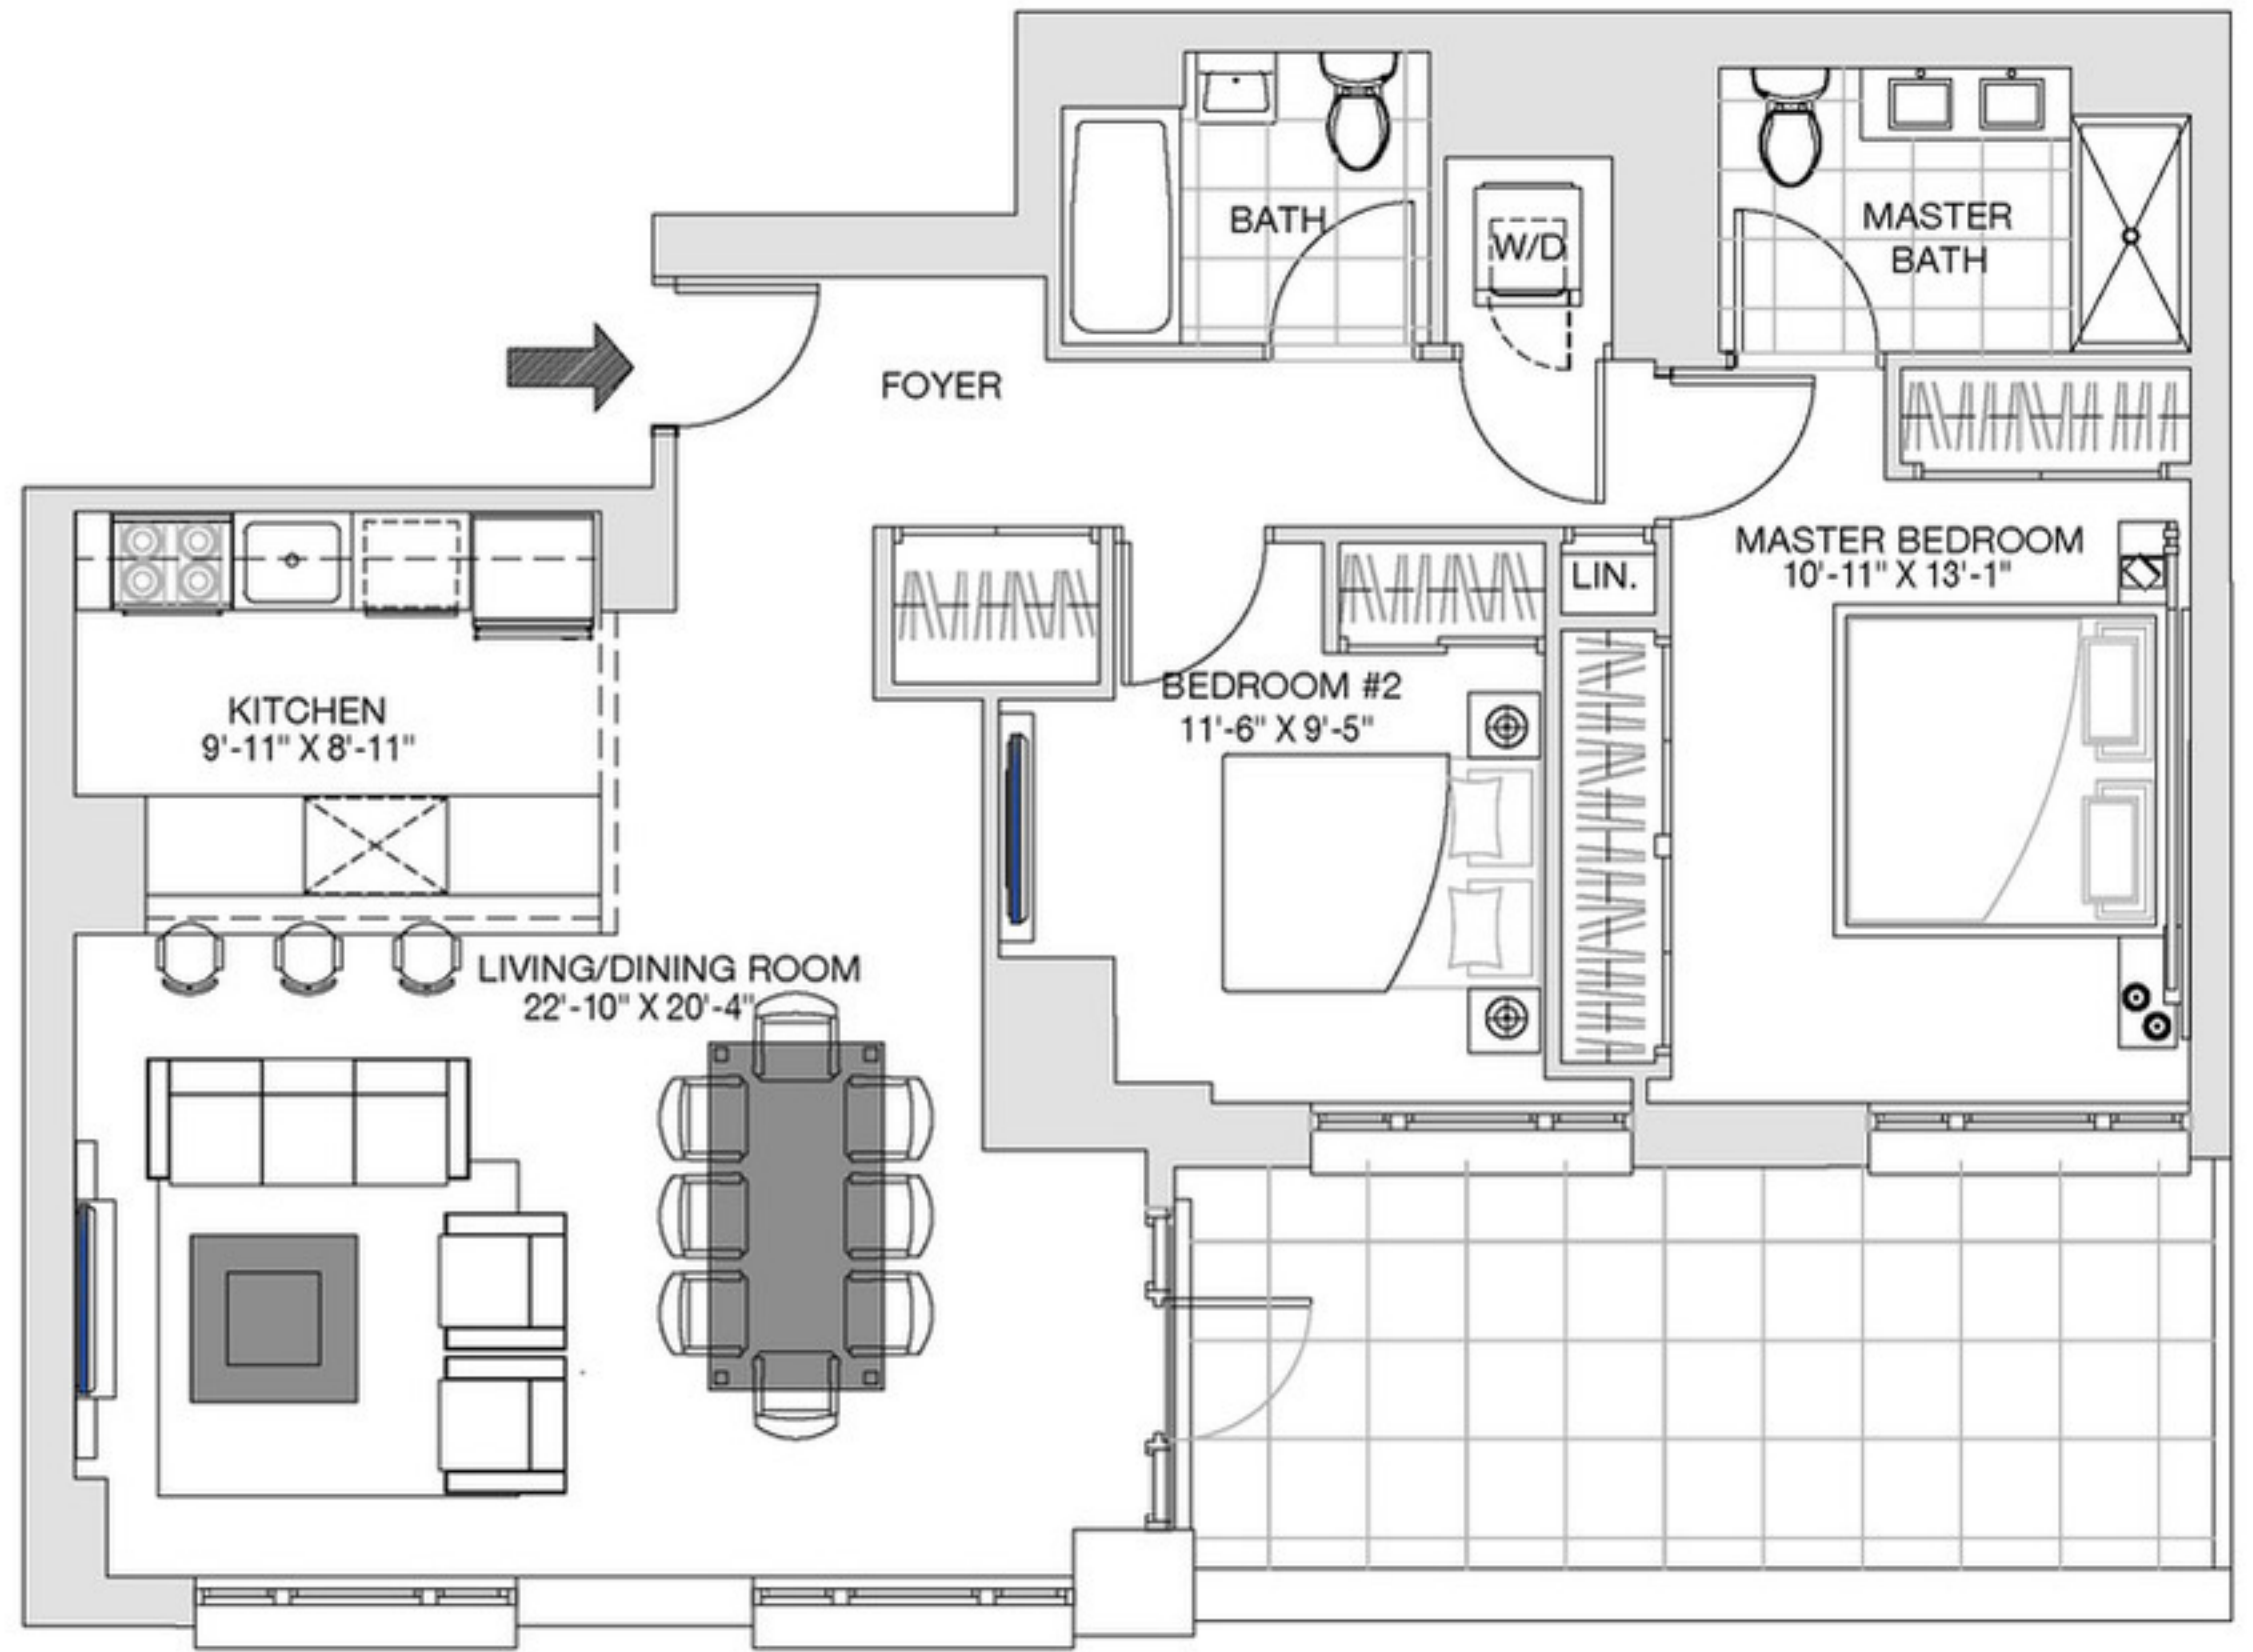 BATH
W/D
MASTER
BATH
FOYER
MASTER BEDROOM
10'-11" X 13'-1"
LIN.
BEDROOM #2
11'-6" X 9'-5"
KITCHEN
9'-11" X 8'-11"
LIVING/DINING ROOM
22'-10" X 20'-4"